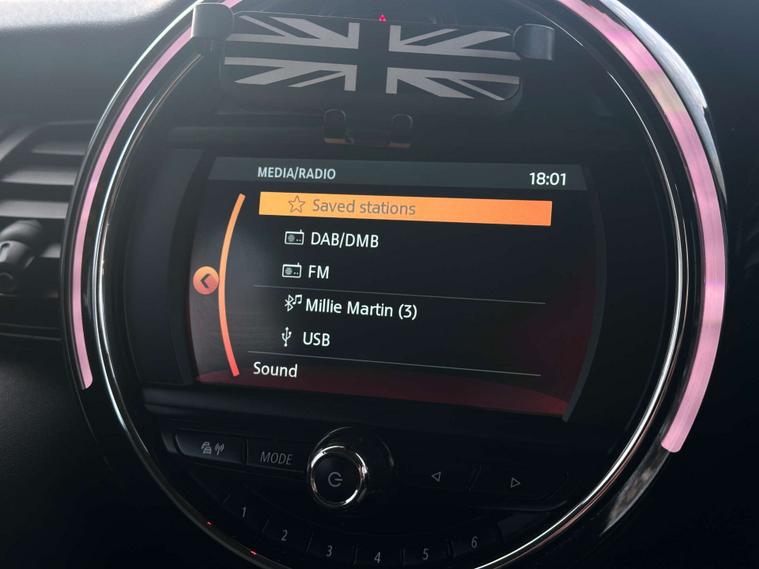 MEDIA/RADIO 18:01
Saved stations
DAB/DMB
FM
Millie Martin (3)
USB
Sound
MODE
1 2 3 4 5 6